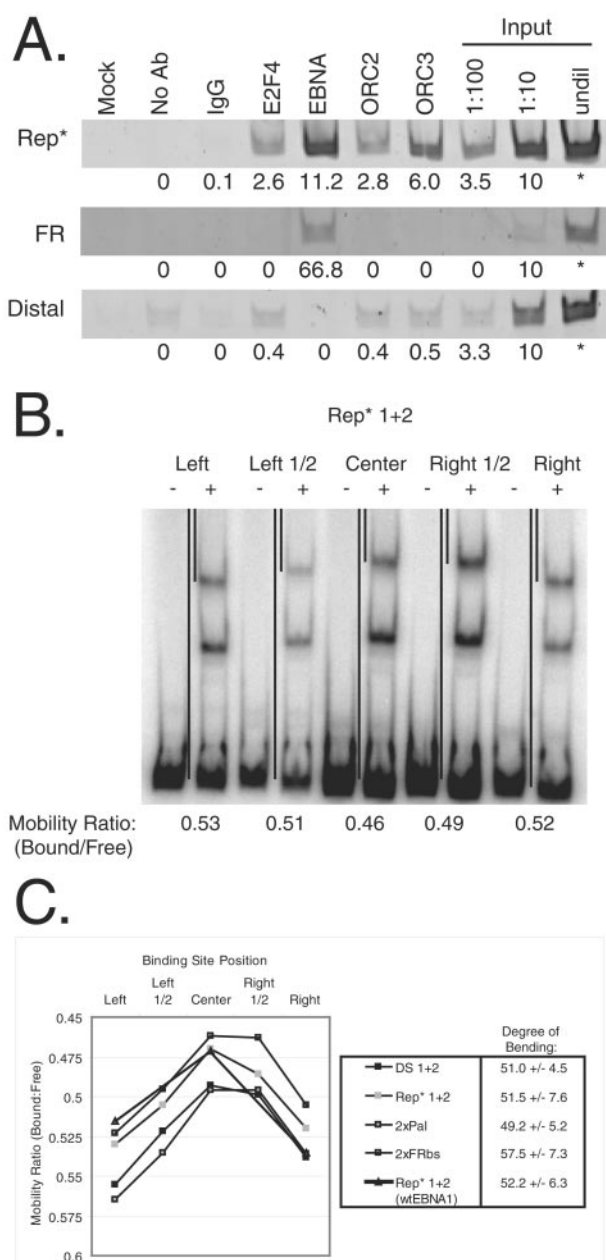 A.
Input
Mock No Ab IgG E2F4 EBNA ORC2 ORC3 1:100 1:10 undil
Rep*
0 0.1 2.6 11.2 2.8 6.0 3.5 10 *
FR
0 0 0 66.8 0 0 0 10 *
Distal
0 0 0.4 0 0.4 0.5 3.3 10 *
B.
Rep* 1+2
Left Left 1/2 Center Right 1/2 Right
- + - + - + - + - +
Mobility Ratio: 0.53 0.51 0.46 0.49 0.52
(Bound/Free)
C.
Binding Site Position
Left Left 1/2 Center Right 1/2 Right
Mobility Ratio (Bound:Free)
0.45
0.475
0.5
0.525
0.55
0.575
0.6
Degree of
Bending:
DS 1+2 51.0 +/- 4.5
Rep* 1+2 51.5 +/- 7.6
2xPal 49.2 +/- 5.2
2xFRbs 57.5 +/- 7.3
Rep* 1+2 52.2 +/- 6.3
(wtEBNA1)